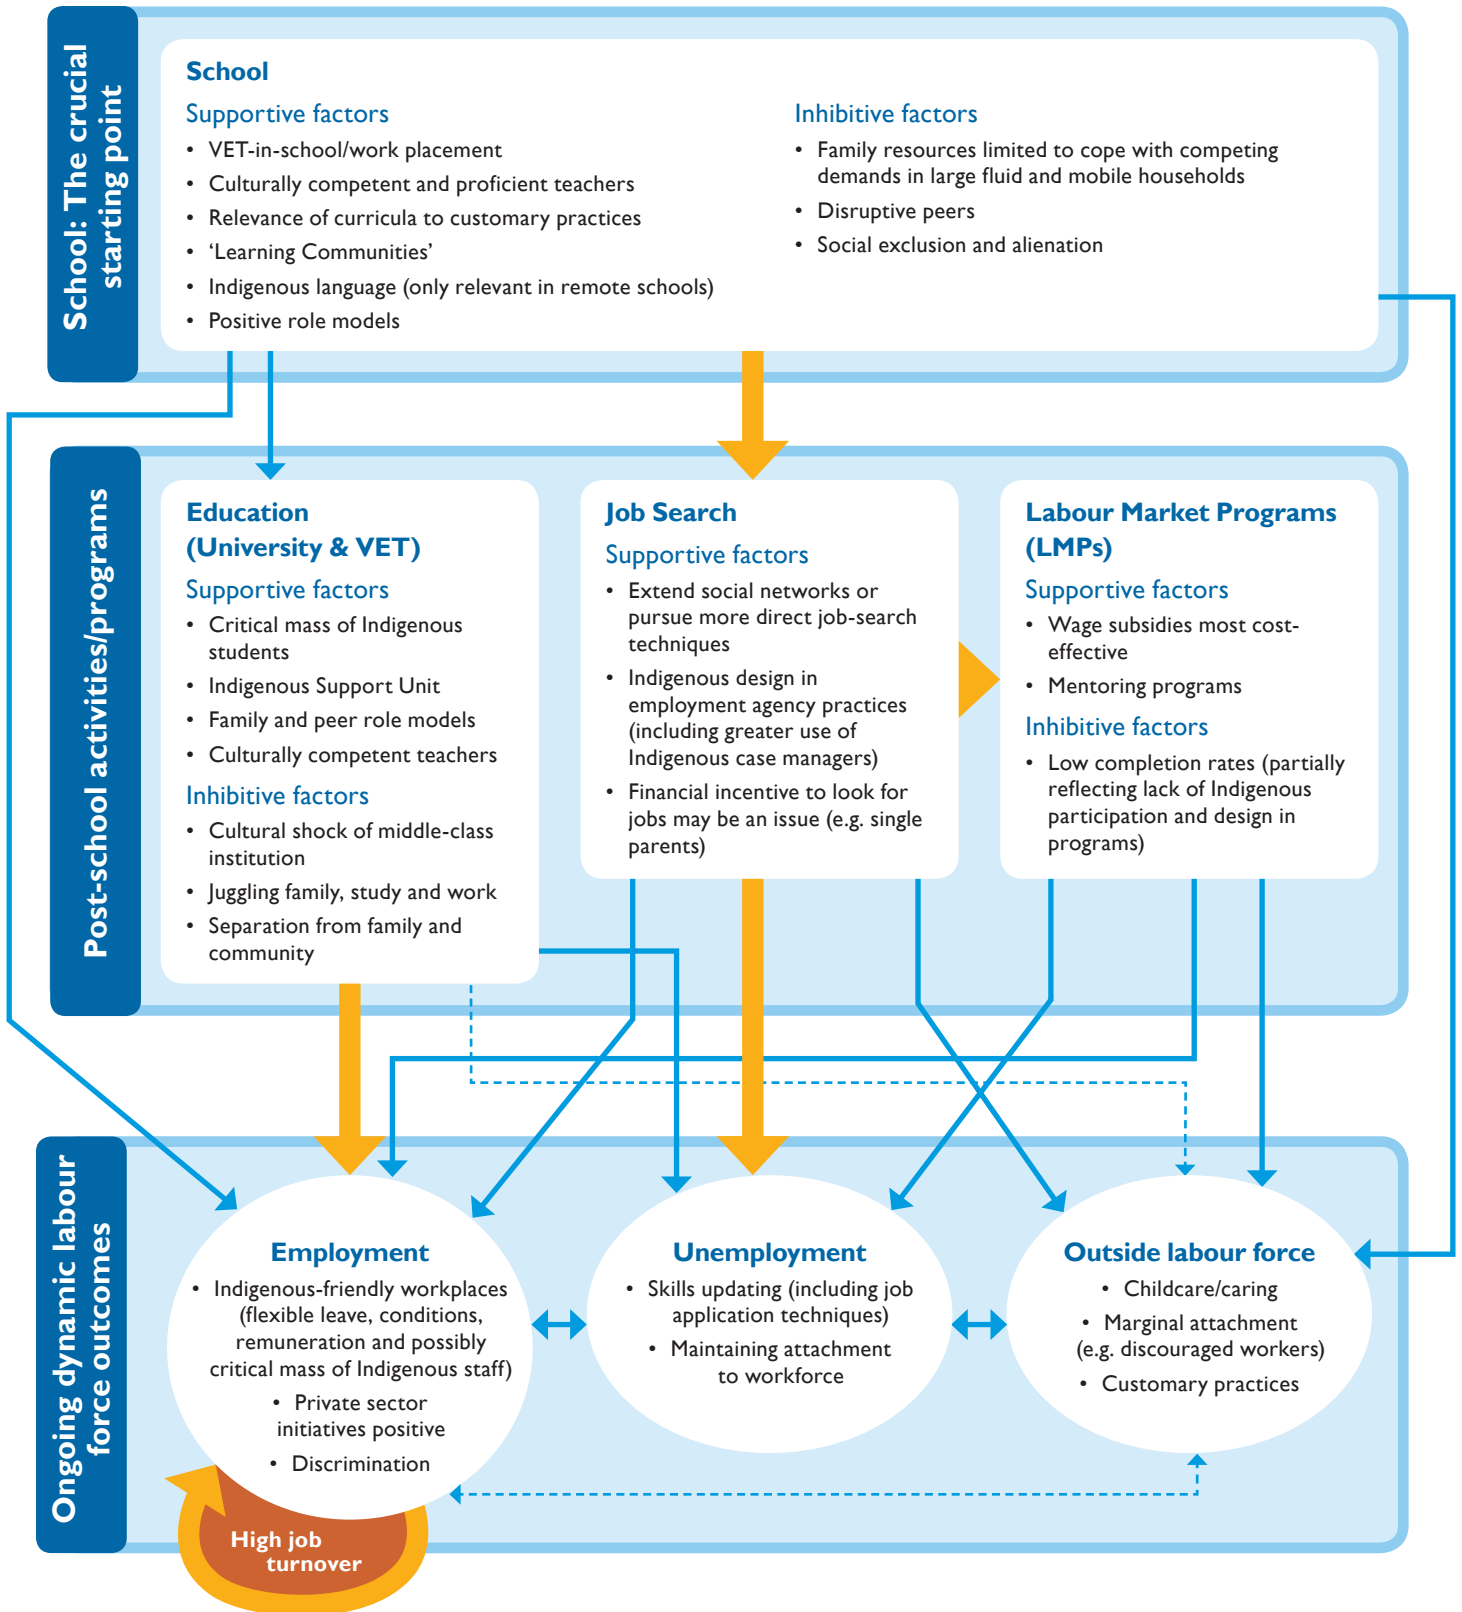 School: The crucial
starting point
School
Supportive factors
• VET-in-school/work placement
• Culturally competent and proficient teachers
• Relevance of curricula to customary practices
• ‘Learning Communities’
• Indigenous language (only relevant in remote schools)
• Positive role models
Inhibitive factors
• Family resources limited to cope with competing
demands in large fluid and mobile households
• Disruptive peers
• Social exclusion and alienation
Post-school activities/programs
Education
(University & VET)
Supportive factors
• Critical mass of Indigenous
students
• Indigenous Support Unit
• Family and peer role models
• Culturally competent teachers
Inhibitive factors
• Cultural shock of middle-class
institution
• Juggling family, study and work
• Separation from family and
community
Job Search
Supportive factors
• Extend social networks or
pursue more direct job-search
techniques
• Indigenous design in
employment agency practices
(including greater use of
Indigenous case managers)
• Financial incentive to look for
jobs may be an issue (e.g. single
parents)
Labour Market Programs
(LMPs)
Supportive factors
• Wage subsidies most cost-
effective
• Mentoring programs
Inhibitive factors
• Low completion rates (partially
reflecting lack of Indigenous
participation and design in
programs)
Ongoing dynamic labour
force outcomes
Employment
• Indigenous-friendly workplaces
(flexible leave, conditions,
remuneration and possibly
critical mass of Indigenous staff)
• Private sector
initiatives positive
• Discrimination
High job
turnover
Unemployment
• Skills updating (including job
application techniques)
• Maintaining attachment
to workforce
Outside labour force
• Childcare/caring
• Marginal attachment
(e.g. discouraged workers)
• Customary practices